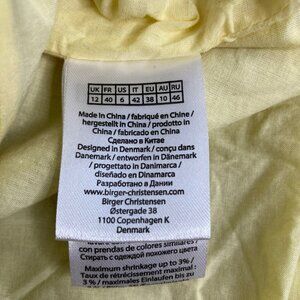 UK FR US IT EU AU RU
12 40 6 42 38 10 46
Made in China / fabriqué en Chine /
hergestellt in China / prodotto in
China / fabricado en China
Сделано в Китае
Designed in Denmark / conçu dans
Danemark / entworfen in Dänemark
/ progettato in Danimarca /
diseñado en Dinamarca
Разработано в Дании
www.birger-christensen.com
Birger Christensen
Østergade 38
1100 Copenhagen K
Denmark
con prendas de colores similares /
Стирать с одеждой похожего цвета
Maximum shrinkage up to 3% /
Taux de rétrécissement maximal :
3 % / maximales Einlaufen bis zu